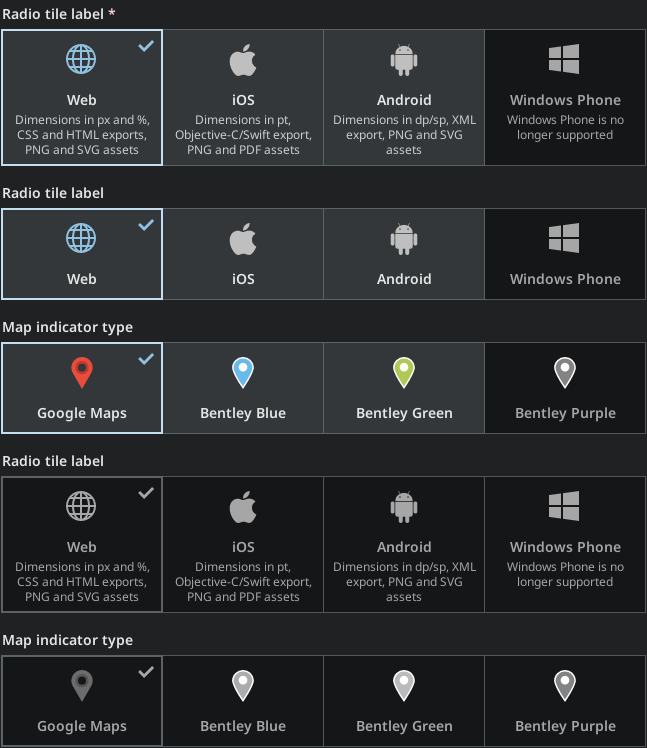 Radio tile label *
Web
Dimensions in px and %,
CSS and HTML exports,
PNG and SVG assets
iOS
Dimensions in pt,
Objective-C/Swift export,
PNG and PDF assets
Android
Dimensions in dp/sp, XML
export, PNG and SVG
assets
Windows Phone
Windows Phone is no
longer supported
Radio tile label
Web
iOS
Android
Windows Phone
Map indicator type
Google Maps
Bentley Blue
Bentley Green
Bentley Purple
Radio tile label
Web
Dimensions in px and %,
CSS and HTML exports,
PNG and SVG assets
iOS
Dimensions in pt,
Objective-C/Swift export,
PNG and PDF assets
Android
Dimensions in dp/sp, XML
export, PNG and SVG
assets
Windows Phone
Windows Phone is no
longer supported
Map indicator type
Google Maps
Bentley Blue
Bentley Green
Bentley Purple